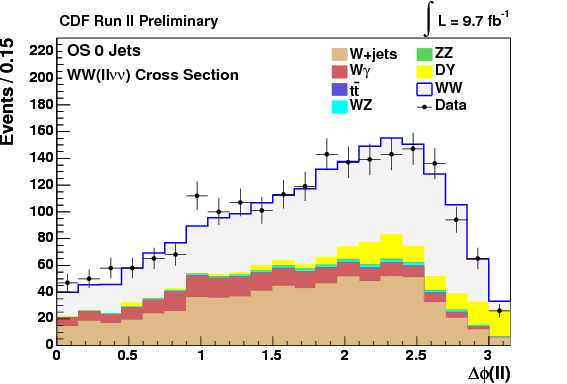 CDF Run II Preliminary
∫ L = 9.7 fb⁻¹
OS 0 Jets
WW(llνν) Cross Section
W+jets
Wγ
tt̄
WZ
ZZ
DY
WW
Data
Events / 0.15
220
200
180
160
140
120
100
80
60
40
20
0
0 0.5 1 1.5 2 2.5 3
Δϕ(ll)